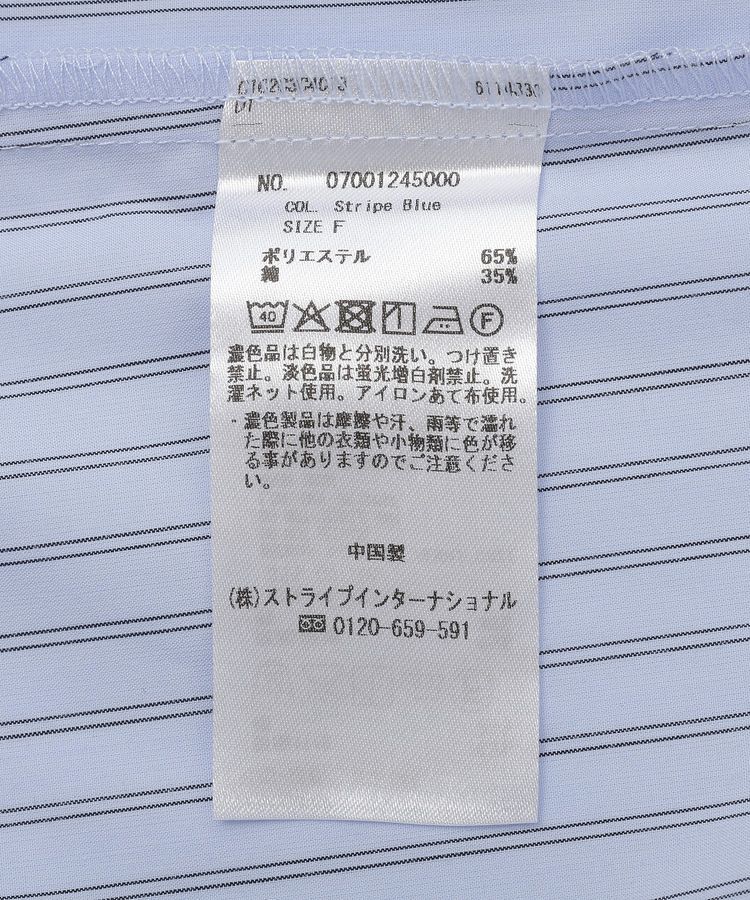 NO. 07001245000
COL. Stripe Blue
SIZE F
ポリエステル 65%
綿 35%
40 F
濃色品は白物と分別洗い。つけ置き
禁止。淡色品は蛍光増白剤禁止。洗
濯ネット使用。アイロンあて布使用。
・濃色製品は摩擦や汗、雨等で濡れ
た際に他の衣類や小物類に色が移
る事がありますのでご注意くださ
い。
中国製
(株)ストライプインターナショナル
0120-659-591